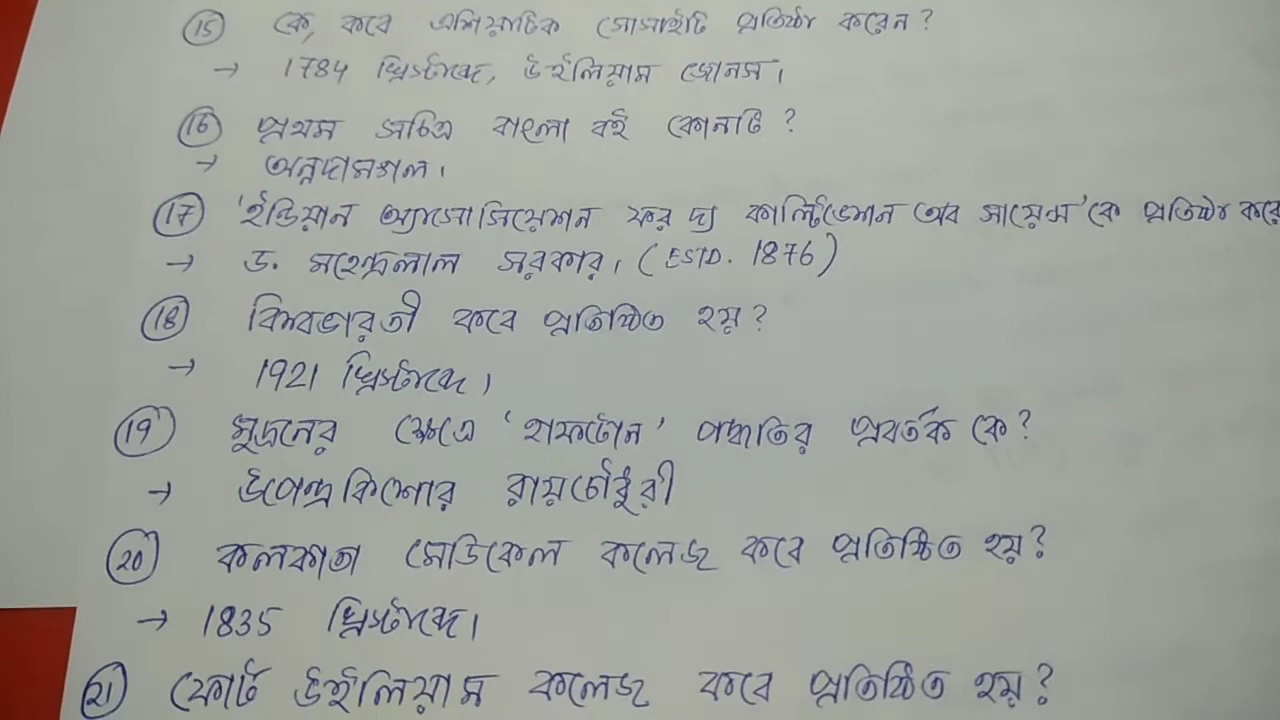 (15) কে, কবে এশিয়াটিক সোসাইটি প্রতিষ্ঠা করেন?
→ 1784 খ্রিস্টাব্দে, উইলিয়াম জোনস।
(16) প্রথম সচিত্র বাংলা বই কোনটি?
→ অন্নদামঙ্গল।
(17) 'ইন্ডিয়ান অ্যাসোসিয়েশন ফর দ্য কাল্টিভেশন অব সায়েন্স' কে প্রতিষ্ঠা করে
→ ড. মহেন্দ্রলাল সরকার। (ESTD. 1876)
(18) বিশ্বভারতী কবে প্রতিষ্ঠিত হয়?
→ 1921 খ্রিস্টাব্দে।
(19) মুদ্রনের ক্ষেত্রে 'হাফটোন' পদ্ধতির প্রবর্তক কে?
→ উপেন্দ্রকিশোর রায়চৌধুরী
(20) কলকাতা মেডিকেল কলেজ কবে প্রতিষ্ঠিত হয়?
→ 1835 খ্রিস্টাব্দে।
(21) ফোর্ট উইলিয়াম কলেজ কবে প্রতিষ্ঠিত হয়?